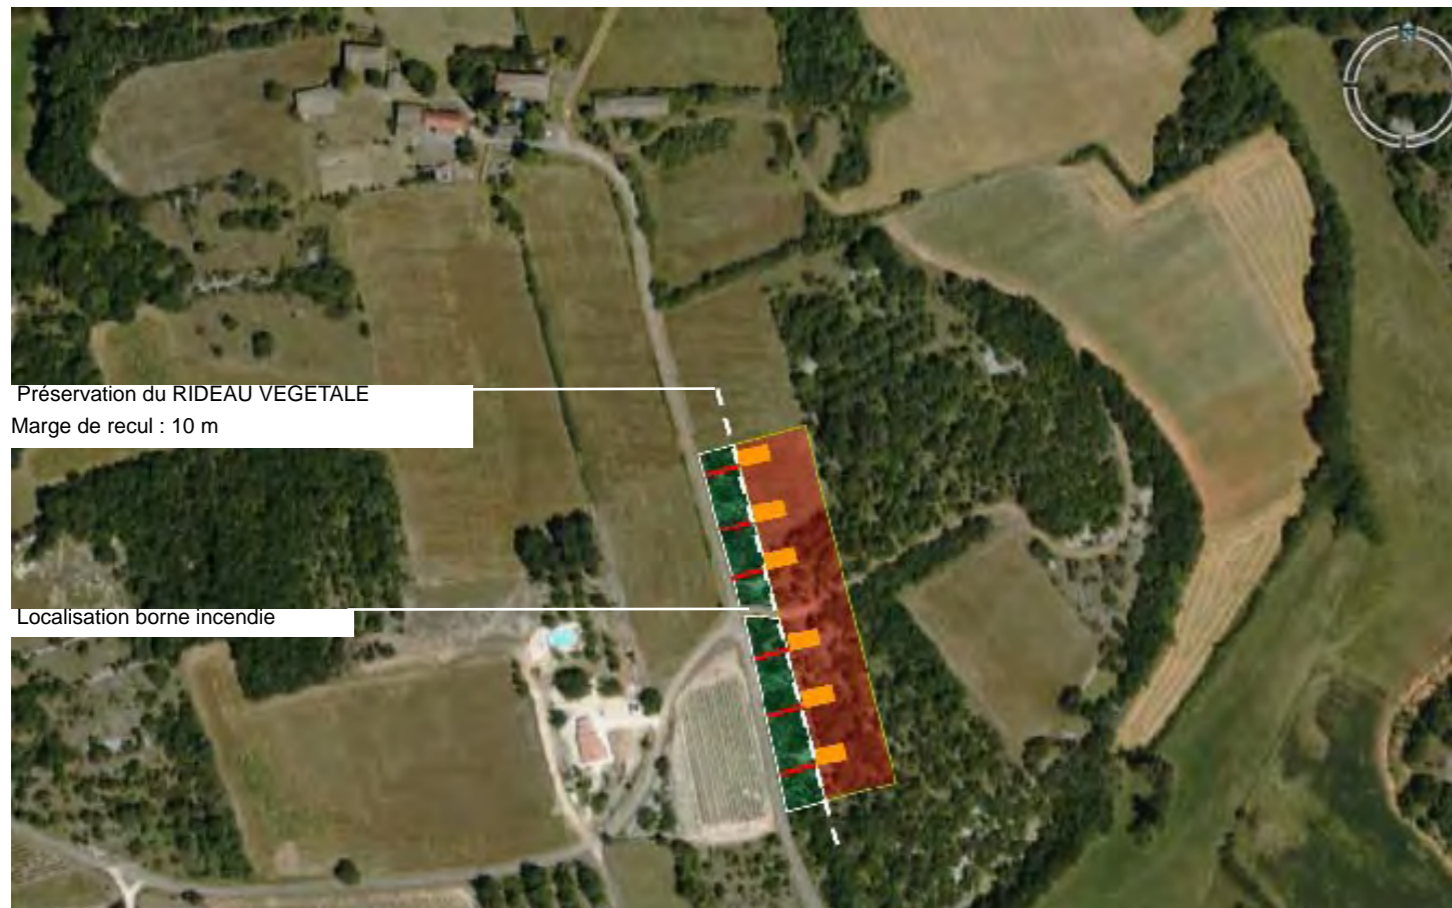 Préservation du RIDEAU VEGETALE
Marge de recul : 10 m
Localisation borne incendie